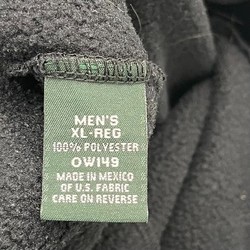 MEN'S
XL-REG
100% POLYESTER
OW149
MADE IN MEXICO
OF U.S. FABRIC
CARE ON REVERSE